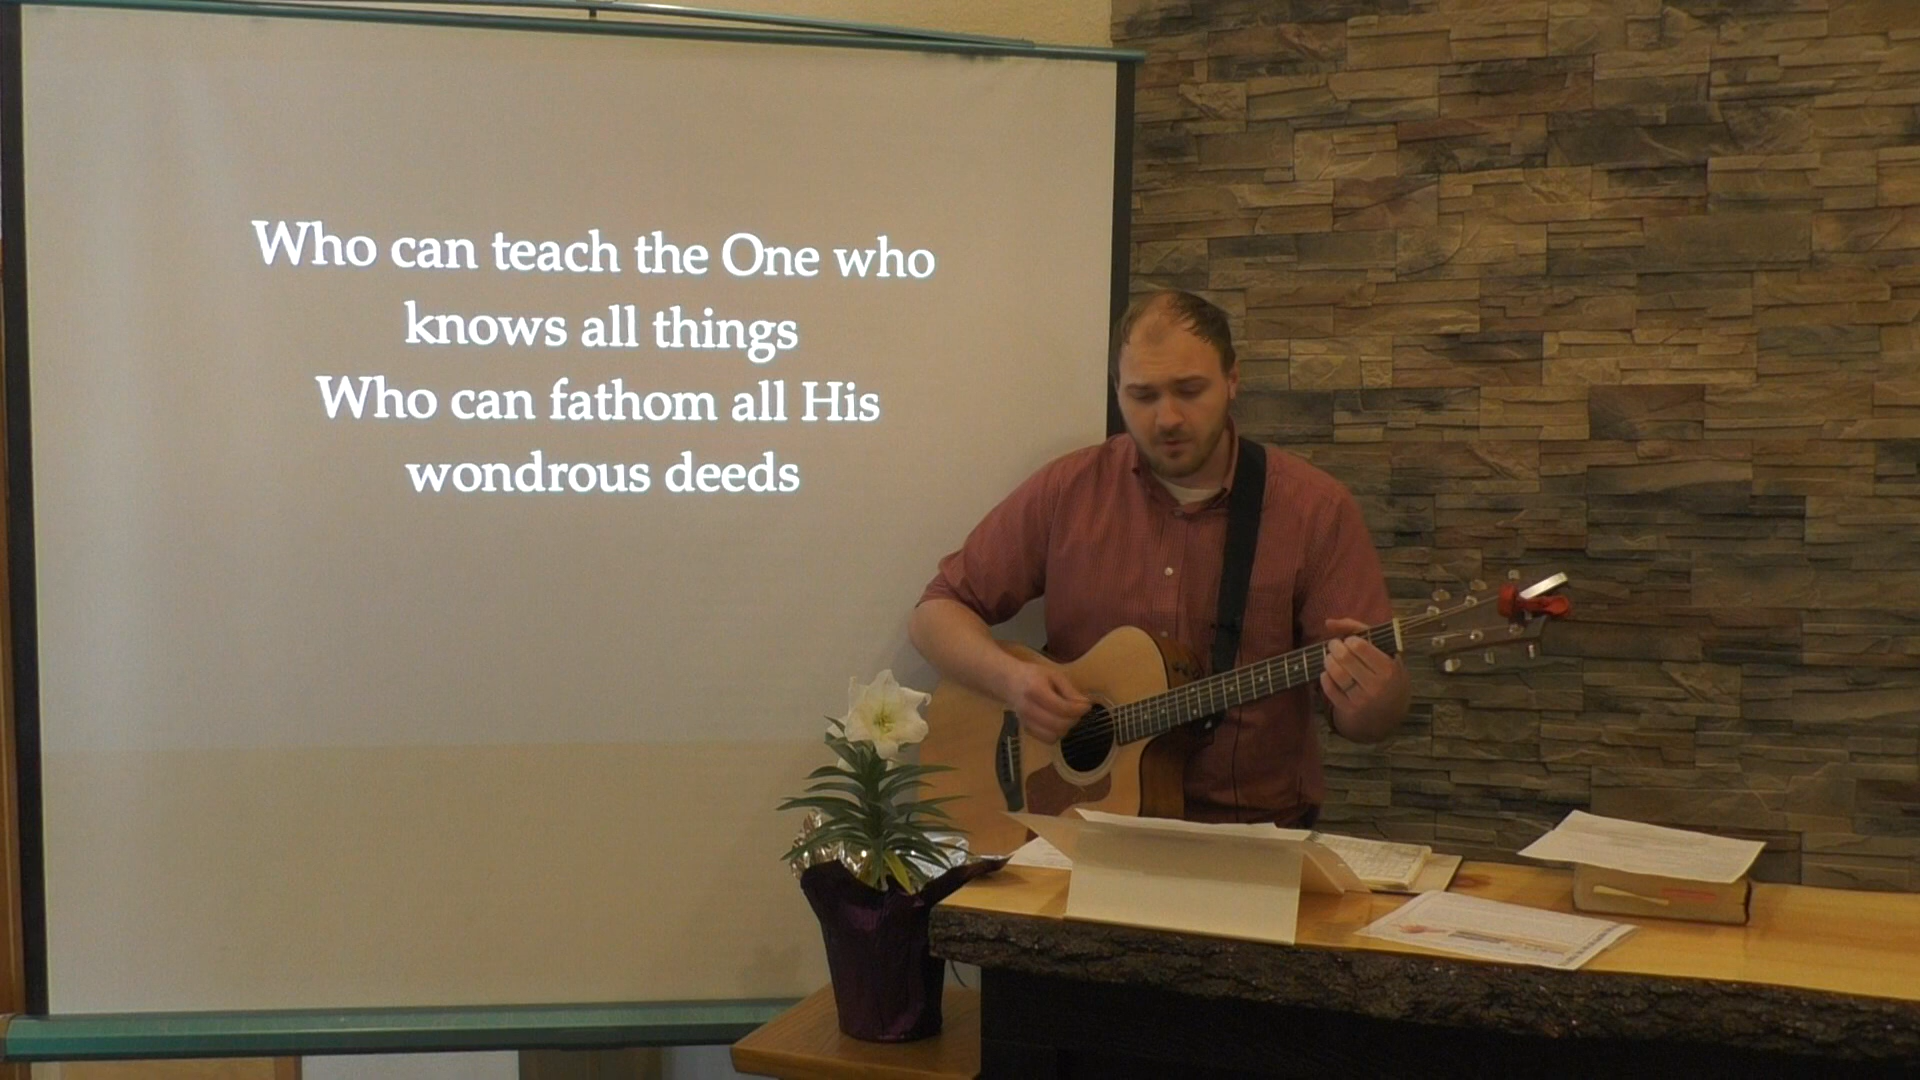 Who can teach the One who
knows all things
Who can fathom all His
wondrous deeds